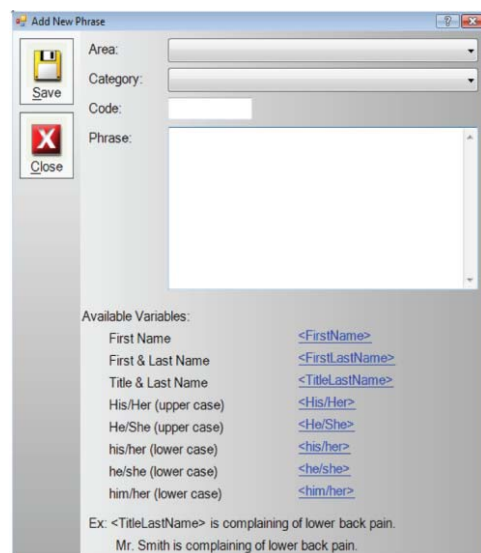 Add New Phrase
Save
Close
Area:
Category:
Code:
Phrase:
Available Variables:
First Name <FirstName>
First & Last Name <FirstLastName>
Title & Last Name <TitleLastName>
His/Her (upper case) <His/Her>
He/She (upper case) <He/She>
his/her (lower case) <his/her>
he/she (lower case) <he/she>
him/her (lower case) <him/her>
Ex: <TitleLastName> is complaining of lower back pain.
Mr. Smith is complaining of lower back pain.